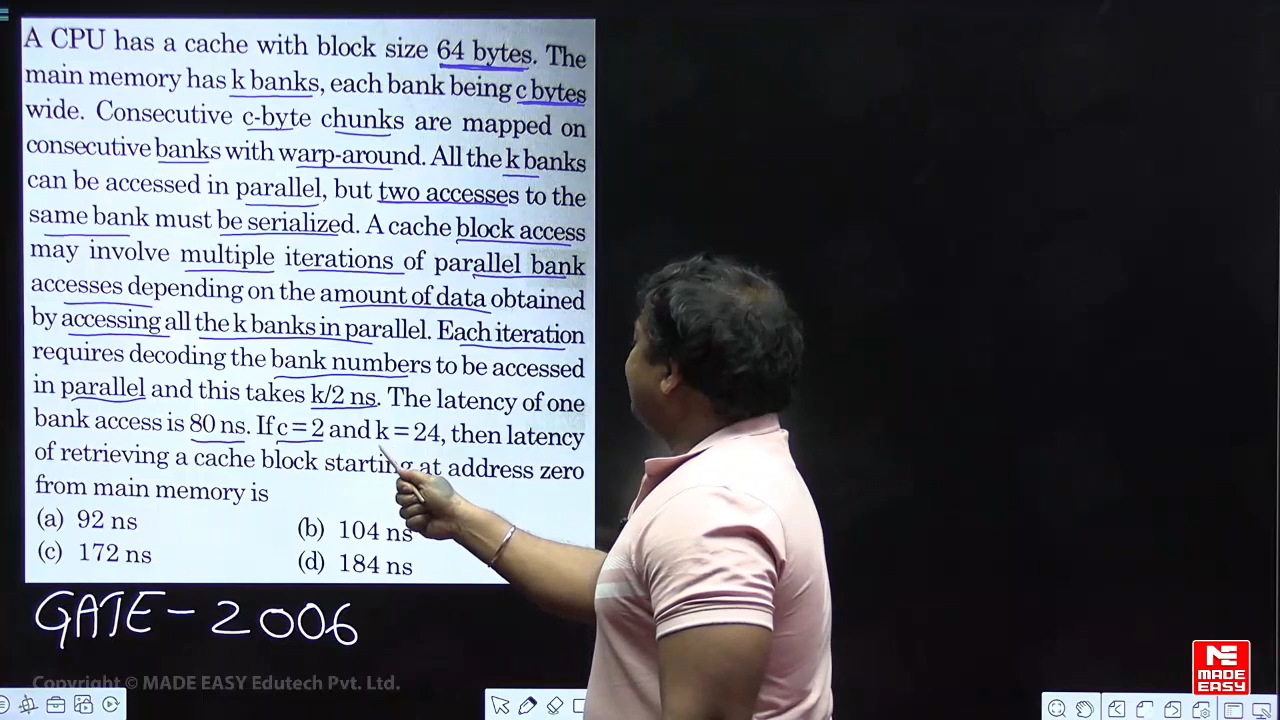 A CPU has a cache with block size 64 bytes. The
main memory has k banks, each bank being c bytes
wide. Consecutive c-byte chunks are mapped on
consecutive banks with warp-around. All the k banks
can be accessed in parallel, but two accesses to the
same bank must be serialized. A cache block access
may involve multiple iterations of parallel bank
accesses depending on the amount of data obtained
by accessing all the k banks in parallel. Each iteration
requires decoding the bank numbers to be accessed
in parallel and this takes k/2 ns. The latency of one
bank access is 80 ns. If c = 2 and k = 24, then latency
of retrieving a cache block starting at address zero
from main memory is
(a) 92 ns
(b) 104 ns
(c) 172 ns
(d) 184 ns
GATE - 2006
Copyright © MADE EASY Edutech Pvt. Ltd.
ME
MADE
EASY